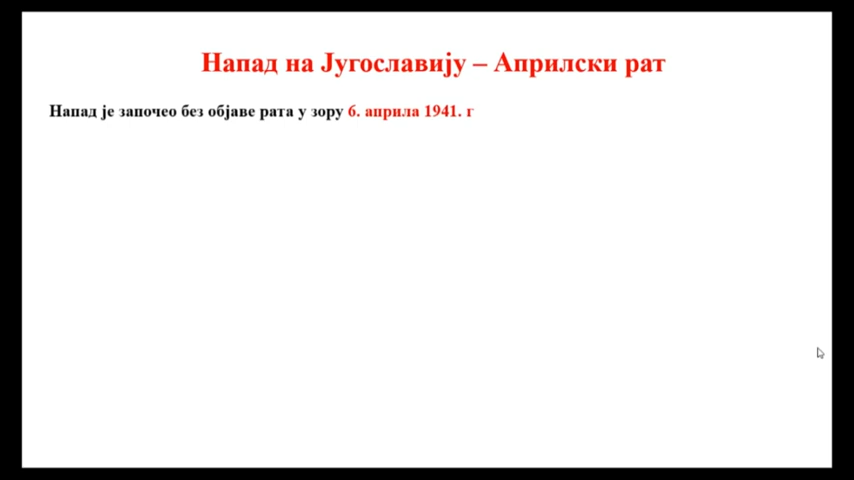 Напад на Југославију – Априлски рат
Напад је започео без објаве рата у зору 6. априла 1941. г